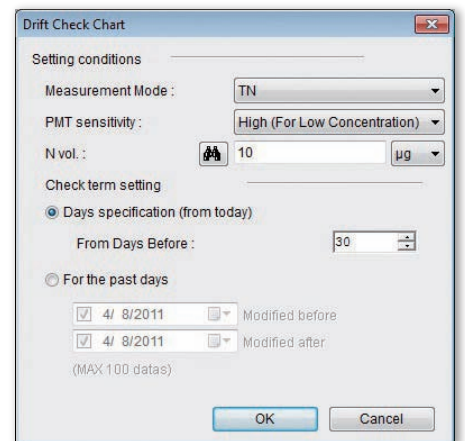 Drift Check Chart
Setting conditions
Measurement Mode : TN
PMT sensitivity : High (For Low Concentration)
N vol. : 10 μg
Check term setting
Days specification (from today)
From Days Before : 30
For the past days
4/ 8/2011 Modified before
4/ 8/2011 Modified after
(MAX 100 datas)
OK Cancel